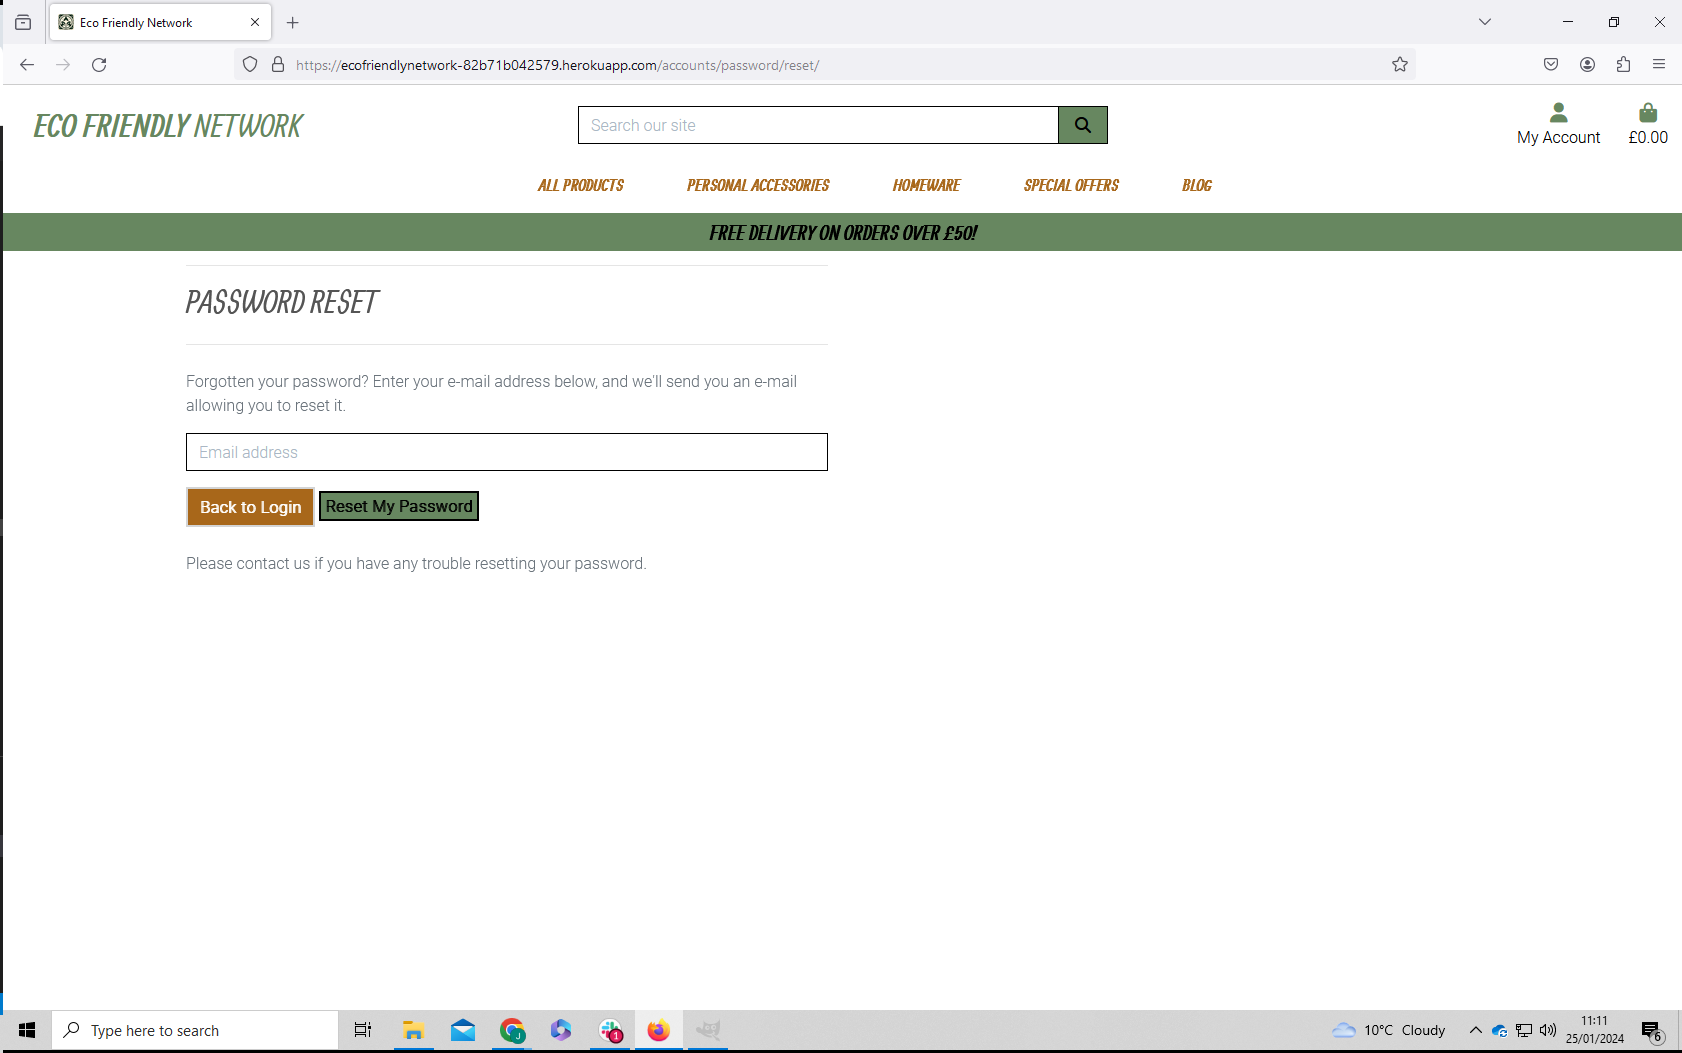 Eco Friendly Network
https://ecofriendlynetwork-82b71b042579.herokuapp.com/accounts/password/reset/
ECO FRIENDLY NETWORK
Search our site
My Account
£0.00
ALL PRODUCTS
PERSONAL ACCESSORIES
HOMEWARE
SPECIAL OFFERS
BLOG
FREE DELIVERY ON ORDERS OVER £50!
PASSWORD RESET
Forgotten your password? Enter your e-mail address below, and we'll send you an e-mail
allowing you to reset it.
Email address
Back to Login
Reset My Password
Please contact us if you have any trouble resetting your password.
Type here to search
J
1
10°C Cloudy
11:11
25/01/2024
6